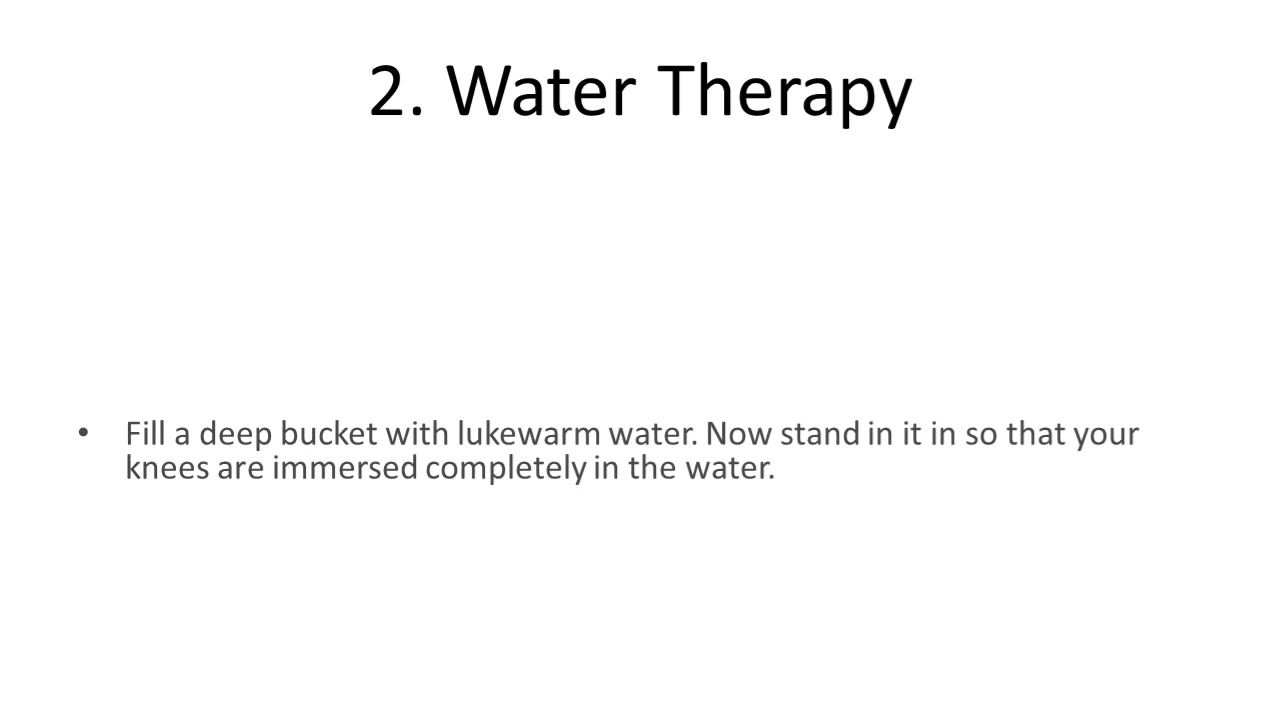 2. Water Therapy
• Fill a deep bucket with lukewarm water. Now stand in it in so that your
knees are immersed completely in the water.